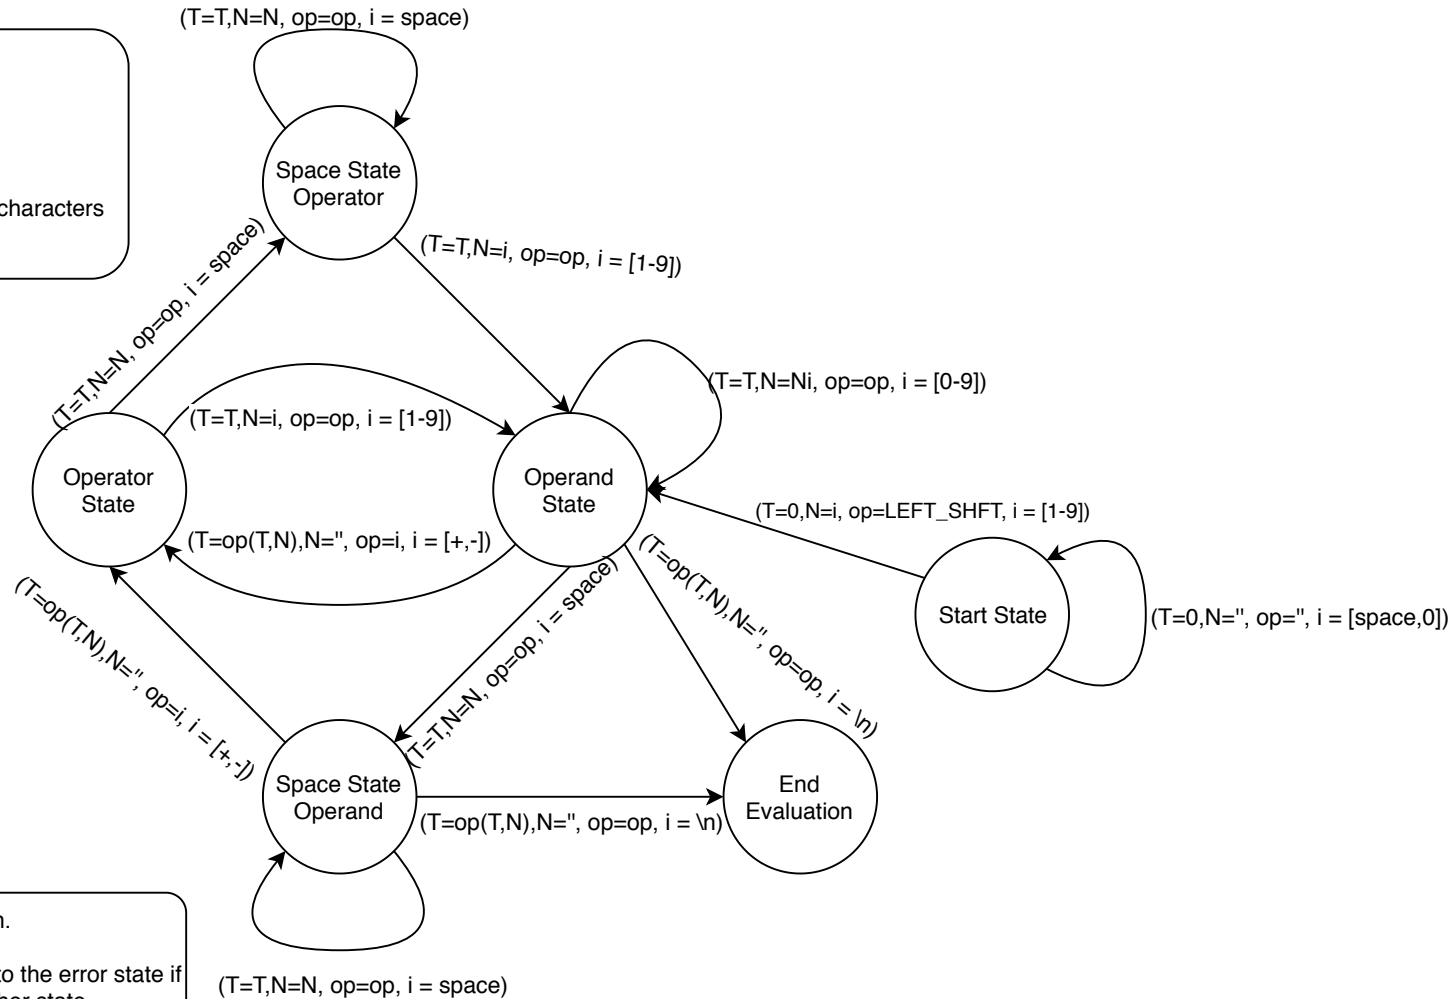 (T=T,N=N, op=op, i = space)
characters
Space State
Operator
(T=T,N=N, op=op, i = space)
(T=T,N=i, op=op, i = [1-9])
(T=T,N=Ni, op=op, i = [0-9])
(T=T,N=i, op=op, i = [1-9])
Operator
State
Operand
State
(T=0,N=i, op=LEFT_SHFT, i = [1-9])
(T=op(T,N),N='', op=i, i = [+,-])
(T=op(T,N),N='', op=op, i = \n)
(T=T,N=N, op=op, i = space)
(T=op(T,N),N='', op=i, i = [+,-])
Start State
(T=0,N='', op='', i = [space,0])
Space State
Operand
End
Evaluation
(T=op(T,N),N='', op=op, i = \n)
to the error state if
(T=T,N=N, op=op, i = space)